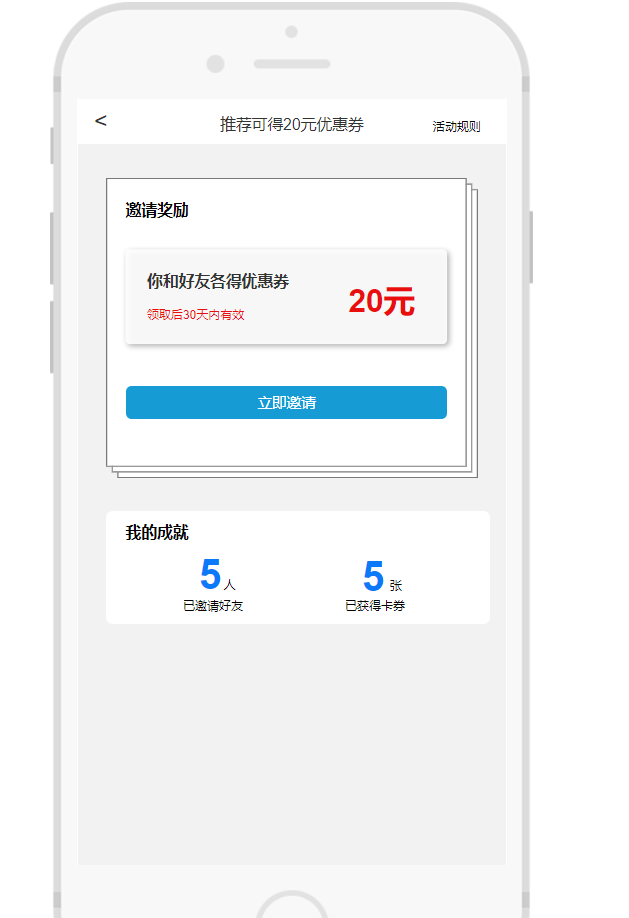 < 推荐可得20元优惠券 活动规则
邀请奖励
你和好友各得优惠券
领取后30天内有效
20元
立即邀请
我的成就
5人 5张
已邀请好友 已获得卡券